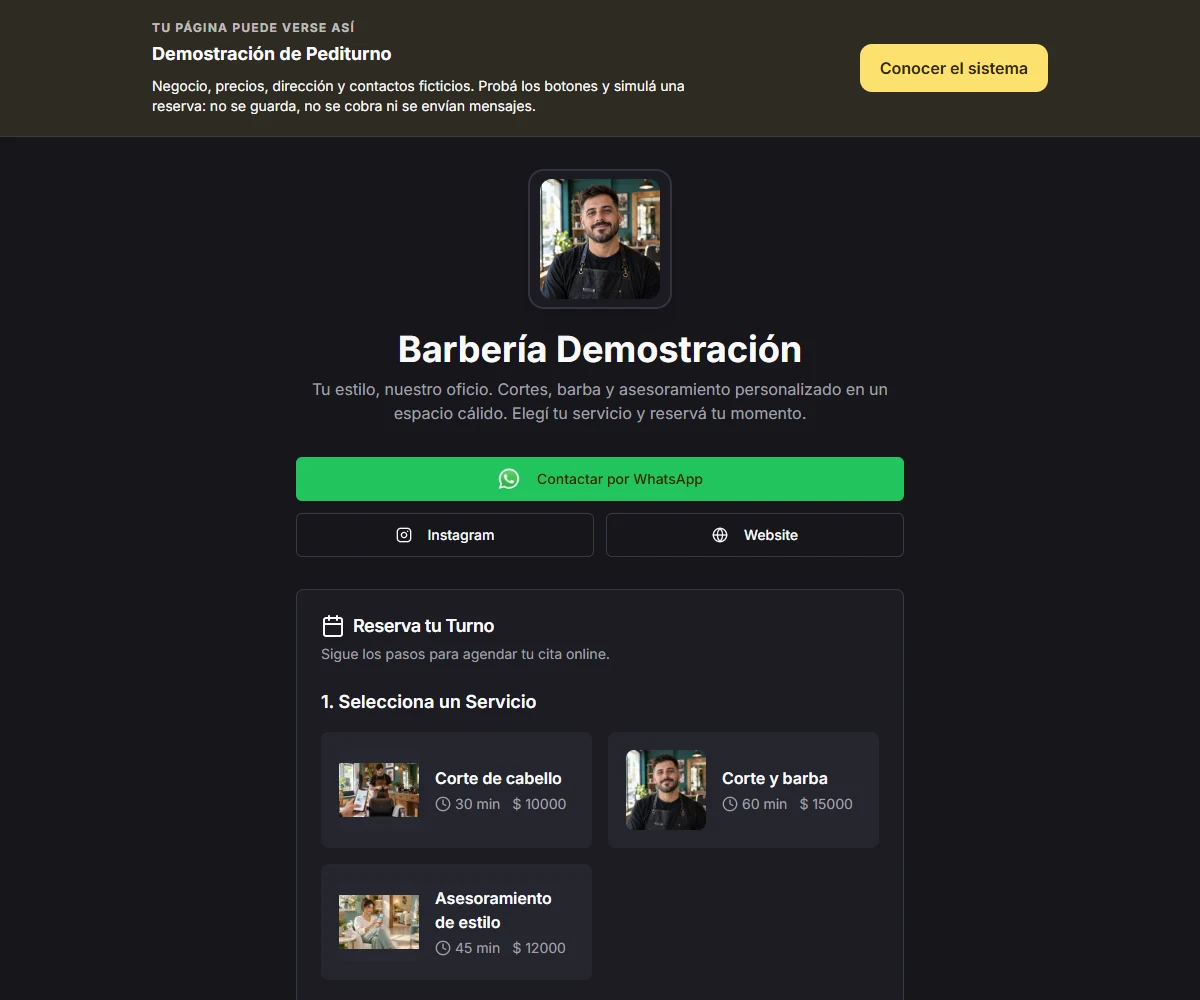 TU PÁGINA PUEDE VERSE ASÍ
Demostración de Pediturno
Negocio, precios, dirección y contactos ficticios. Probá los botones y simulá una
reserva: no se guarda, no se cobra ni se envían mensajes.
Conocer el sistema
Barbería Demostración
Tu estilo, nuestro oficio. Cortes, barba y asesoramiento personalizado en un
espacio cálido. Elegí tu servicio y reservá tu momento.
Contactar por WhatsApp
Instagram
Website
Reserva tu Turno
Sigue los pasos para agendar tu cita online.
1. Selecciona un Servicio
Corte de cabello
30 min $ 10000
Corte y barba
60 min $ 15000
Asesoramiento
de estilo
45 min $ 12000